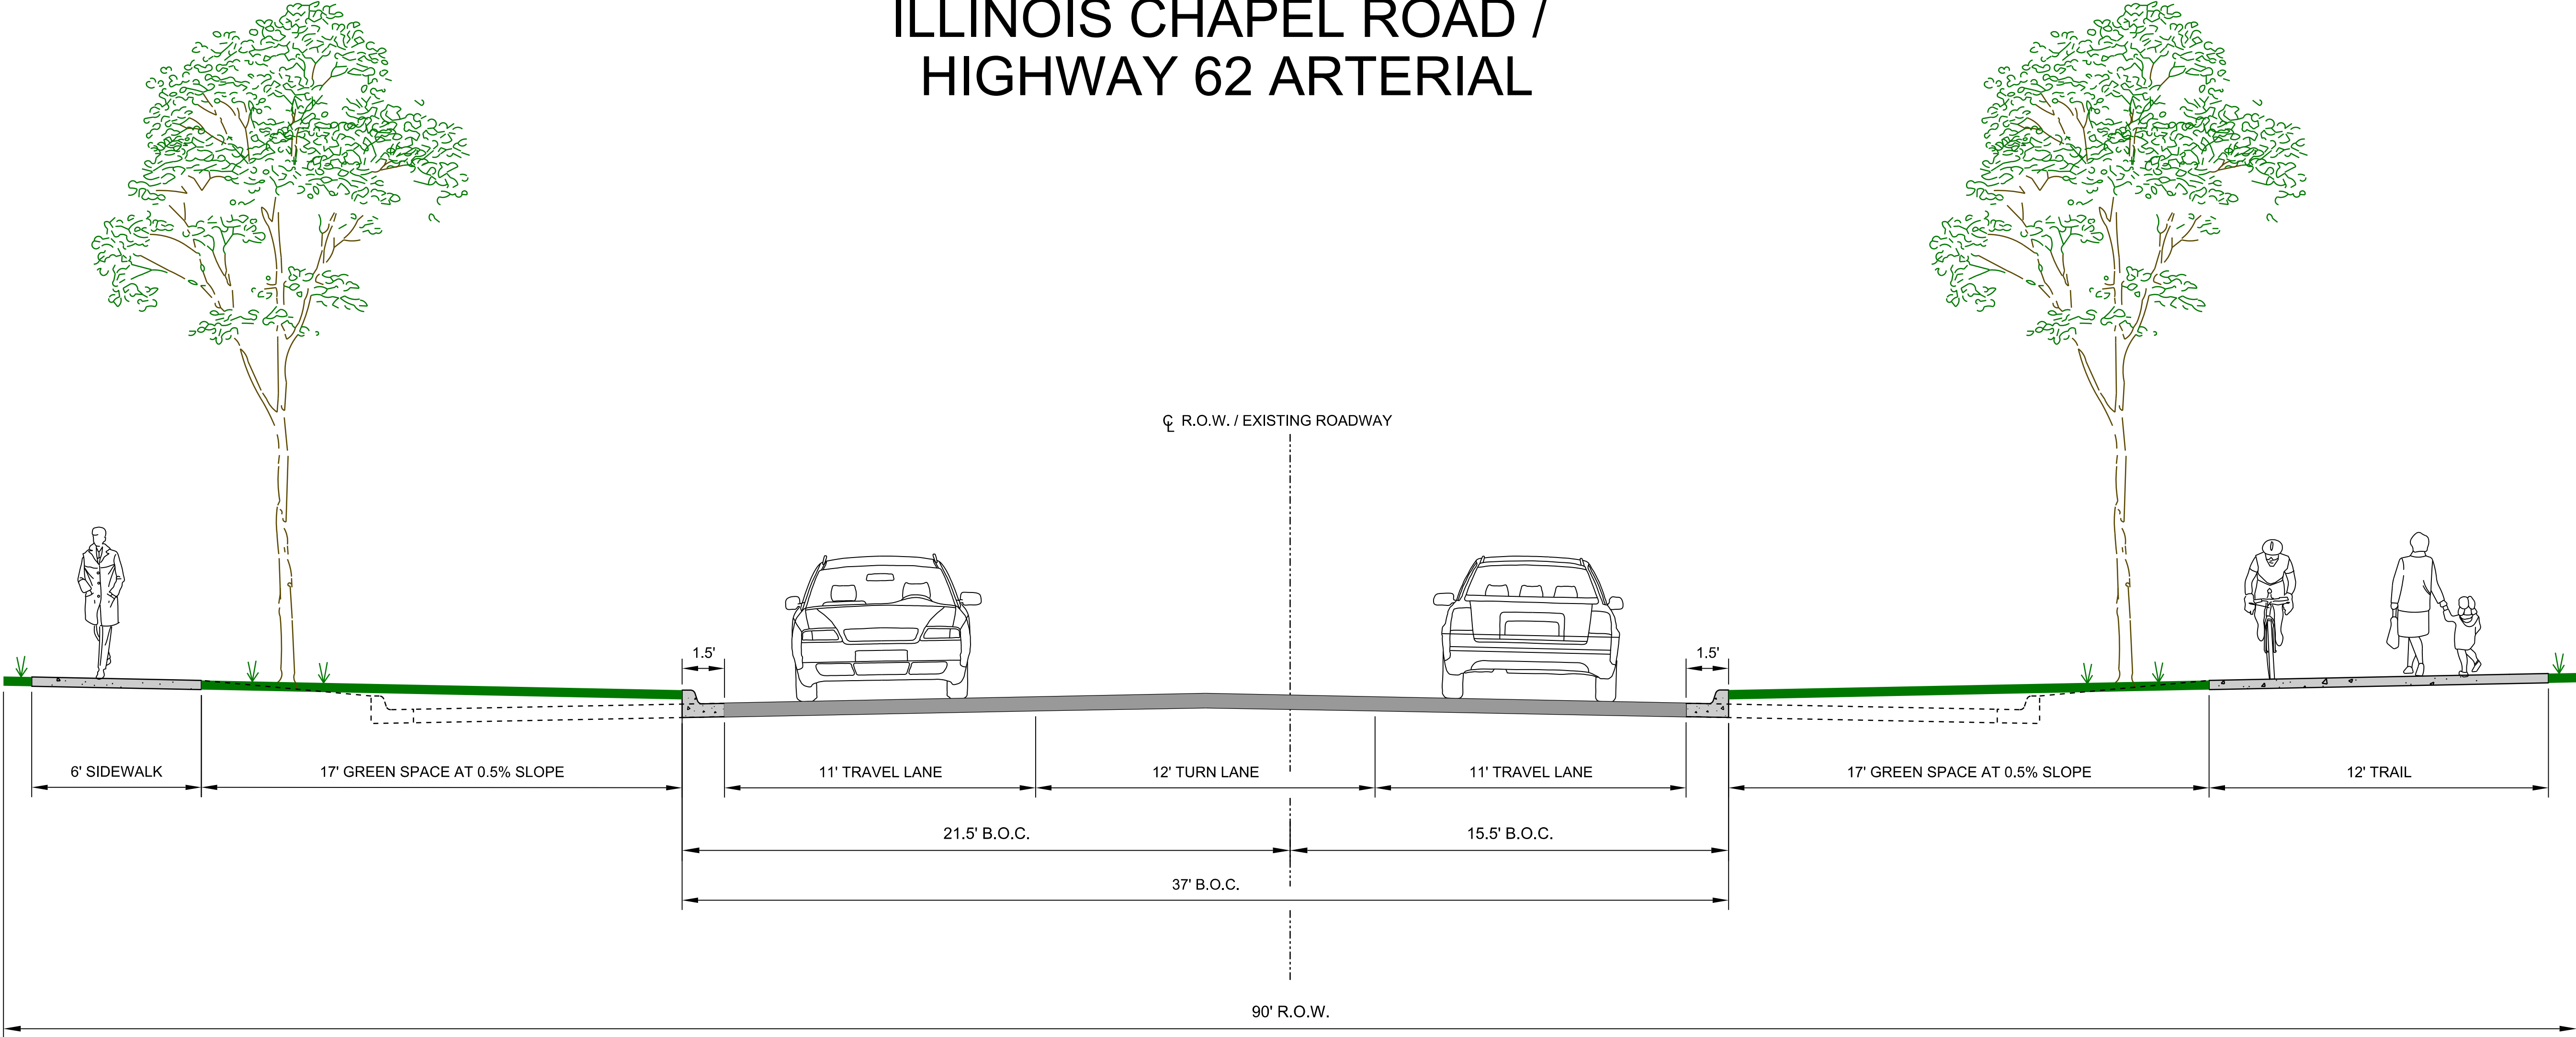 ILLINOIS CHAPEL ROAD /
HIGHWAY 62 ARTERIAL
℄ R.O.W. / EXISTING ROADWAY
1.5'
1.5'
6' SIDEWALK
17' GREEN SPACE AT 0.5% SLOPE
11' TRAVEL LANE
12' TURN LANE
11' TRAVEL LANE
17' GREEN SPACE AT 0.5% SLOPE
12' TRAIL
21.5' B.O.C.
15.5' B.O.C.
37' B.O.C.
90' R.O.W.